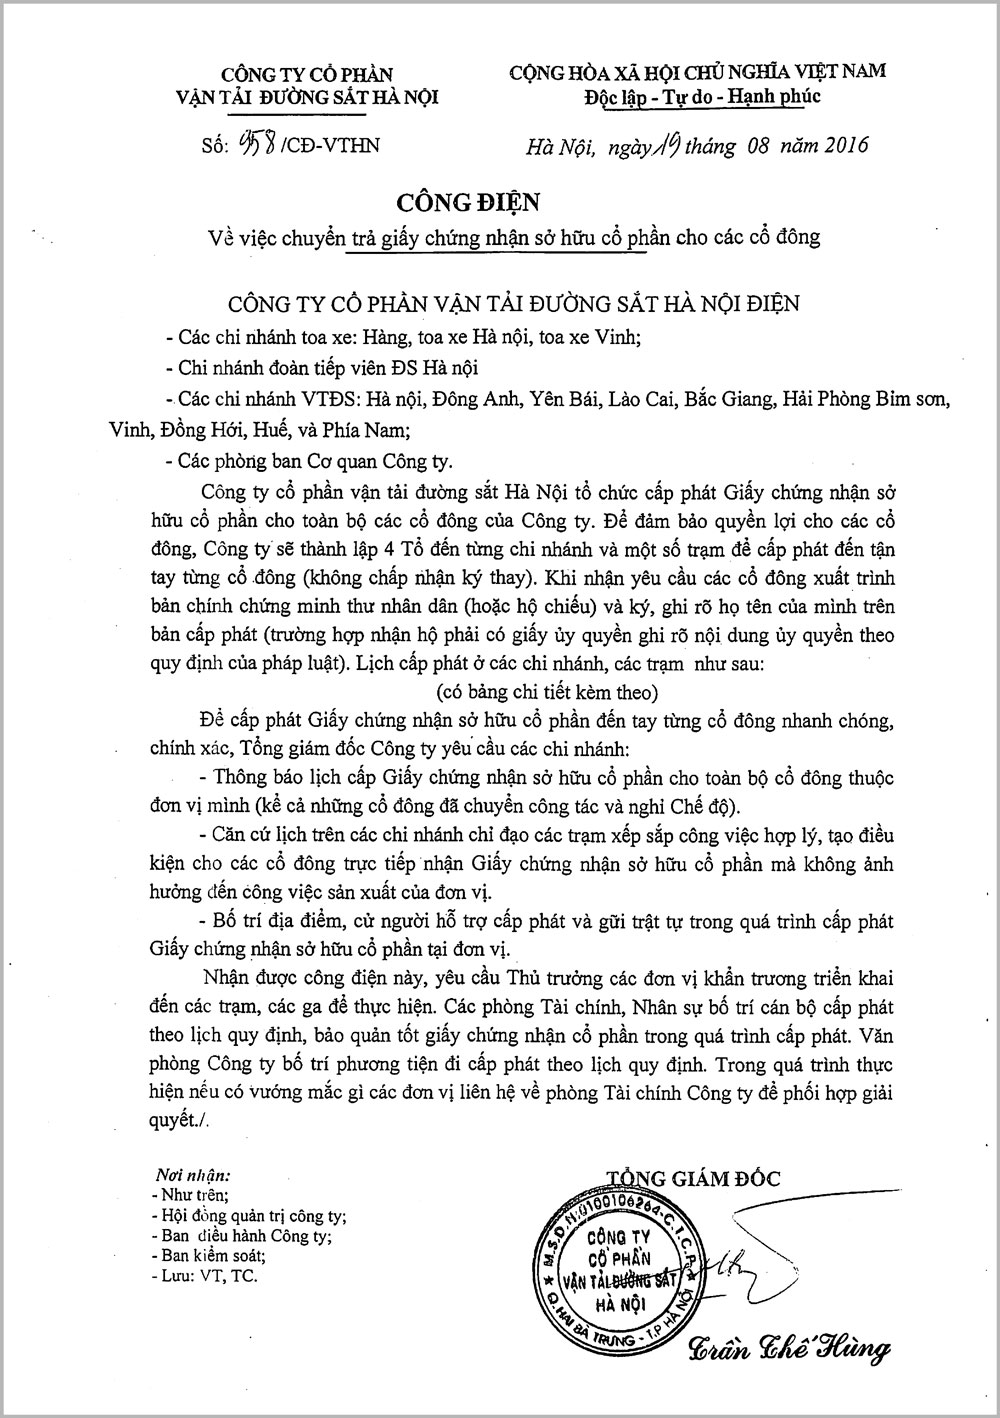 CÔNG TY CỔ PHẦN
VẬN TẢI ĐƯỜNG SẮT HÀ NỘI
CỘNG HÒA XÃ HỘI CHỦ NGHĨA VIỆT NAM
Độc lập - Tự do - Hạnh phúc
Số: 958/CĐ-VTHN
Hà Nội, ngày 19 tháng 08 năm 2016
CÔNG ĐIỆN
Về việc chuyển trả giấy chứng nhận sở hữu cổ phần cho các cổ đông
CÔNG TY CỔ PHẦN VẬN TẢI ĐƯỜNG SẮT HÀ NỘI ĐIỆN
- Các chi nhánh toa xe: Hàng, toa xe Hà nội, toa xe Vinh;
- Chi nhánh đoàn tiếp viên ĐS Hà nội
- Các chi nhánh VTĐS: Hà nội, Đông Anh, Yên Bái, Lào Cai, Bắc Giang, Hải Phòng Bỉm sơn,
Vinh, Đồng Hới, Huế, và Phía Nam;
- Các phòng ban Cơ quan Công ty.
Công ty cổ phần vận tải đường sắt Hà Nội tổ chức cấp phát Giấy chứng nhận sở
hữu cổ phần cho toàn bộ các cổ đông của Công ty. Để đảm bảo quyền lợi cho các cổ
đông, Công ty sẽ thành lập 4 Tổ đến từng chi nhánh và một số trạm để cấp phát đến tận
tay từng cổ đông (không chấp nhận ký thay). Khi nhận yêu cầu các cổ đông xuất trình
bản chính chứng minh thư nhân dân (hoặc hộ chiếu) và ký, ghi rõ họ tên của mình trên
bản cấp phát (trường hợp nhận hộ phải có giấy ủy quyền ghi rõ nội dung ủy quyền theo
quy định của pháp luật). Lịch cấp phát ở các chi nhánh, các trạm như sau:
(có bảng chi tiết kèm theo)
Để cấp phát Giấy chứng nhận sở hữu cổ phần đến tay từng cổ đông nhanh chóng,
chính xác, Tổng giám đốc Công ty yêu cầu các chi nhánh:
- Thông báo lịch cấp Giấy chứng nhận sở hữu cổ phần cho toàn bộ cổ đông thuộc
đơn vị mình (kể cả những cổ đông đã chuyển công tác và nghỉ Chế độ).
- Căn cứ lịch trên các chi nhánh chỉ đạo các trạm xếp sắp công việc hợp lý, tạo điều
kiện cho các cổ đông trực tiếp nhận Giấy chứng nhận sở hữu cổ phần mà không ảnh
hưởng đến công việc sản xuất của đơn vị.
- Bố trí địa điểm, cử người hỗ trợ cấp phát và gữi trật tự trong quá trình cấp phát
Giấy chứng nhận sở hữu cổ phần tại đơn vị.
Nhận được công điện này, yêu cầu Thủ trưởng các đơn vị khẩn trương triển khai
đến các trạm, các ga để thực hiện. Các phòng Tài chính, Nhân sự bố trí cán bộ cấp phát
theo lịch quy định, bảo quản tốt giấy chứng nhận cổ phần trong quá trình cấp phát. Văn
phòng Công ty bố trí phương tiện đi cấp phát theo lịch quy định. Trong quá trình thực
hiện nếu có vướng mắc gì các đơn vị liên hệ về phòng Tài chính Công ty để phối hợp giải
quyết./.
Nơi nhận:
- Như trên;
- Hội đồng quản trị công ty;
- Ban điều hành Công ty;
- Ban kiểm soát;
- Lưu: VT, TC.
TỔNG GIÁM ĐỐC
M.S.D.N:0100106264-C.T.C.P
CÔNG TY
CỔ PHẦN
VẬN TẢI ĐƯỜNG SẮT
HÀ NỘI
Q.HAI BÀ TRƯNG - T.P HÀ NỘI
Trần Thế Hùng